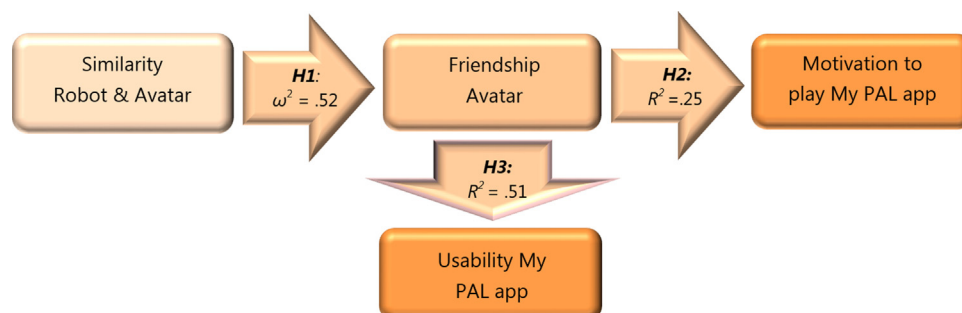 Similarity
Robot & Avatar
H1:
ω² = .52
Friendship
Avatar
H2:
R² =.25
Motivation to
play My PAL app
H3:
R² = .51
Usability My
PAL app